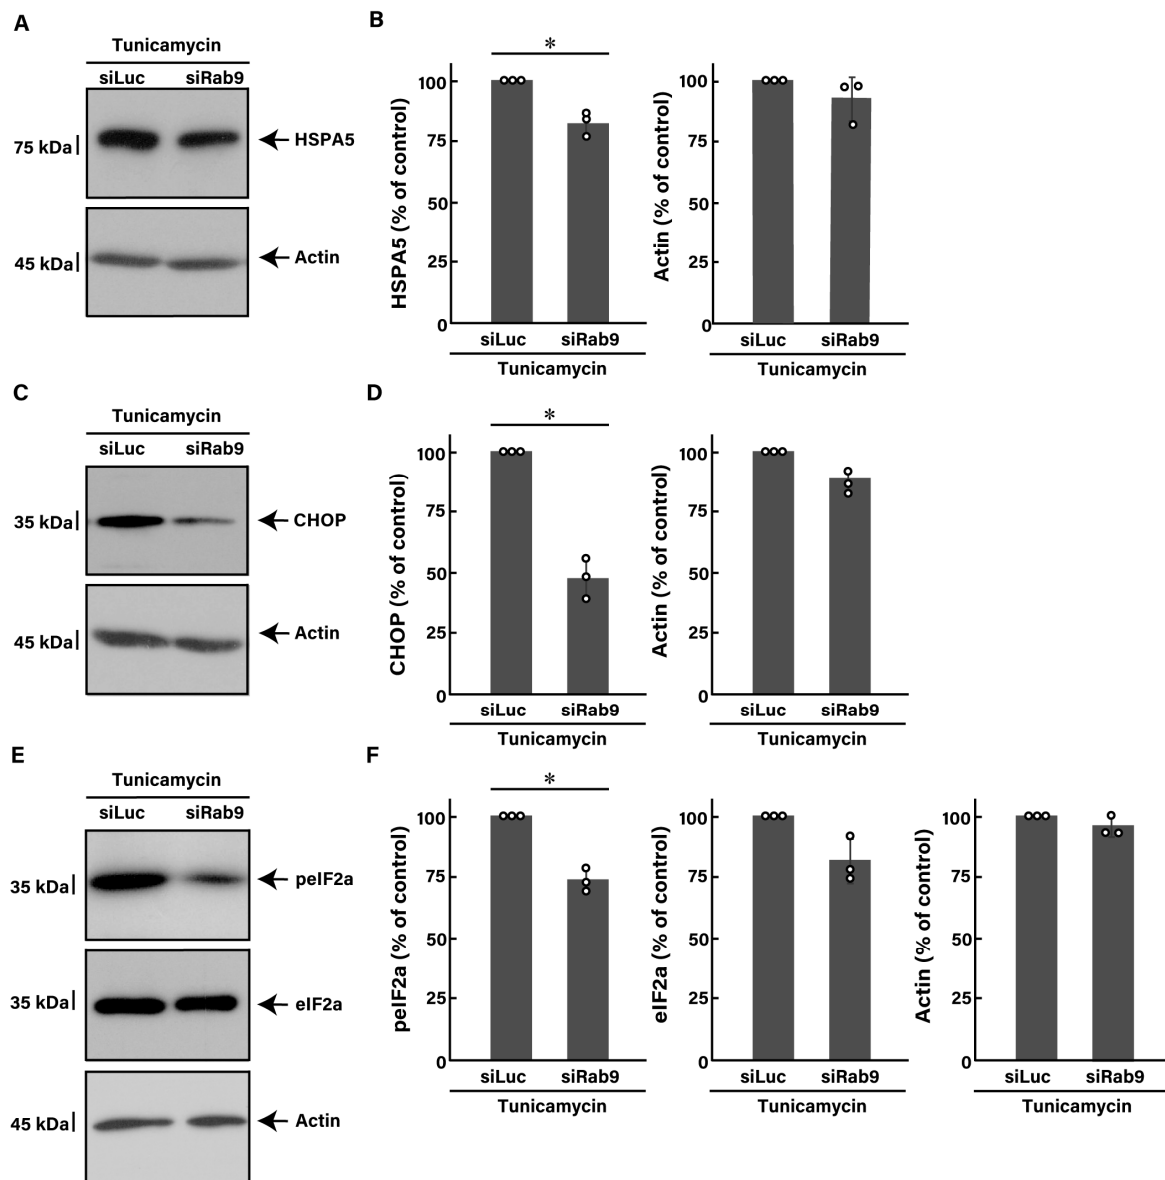 A
Tunicamycin
siLuc siRab9
75 kDa
HSPA5
45 kDa
Actin
B
*
HSPA5 (% of control)
100
75
50
25
0
siLuc siRab9
Tunicamycin
Actin (% of control)
100
75
50
25
0
siLuc siRab9
Tunicamycin
C
Tunicamycin
siLuc siRab9
35 kDa
CHOP
45 kDa
Actin
D
*
CHOP (% of control)
100
75
50
25
0
siLuc siRab9
Tunicamycin
Actin (% of control)
100
75
50
25
0
siLuc siRab9
Tunicamycin
E
Tunicamycin
siLuc siRab9
35 kDa
peIF2a
35 kDa
eIF2a
45 kDa
Actin
F
*
peIF2a (% of control)
100
75
50
25
0
siLuc siRab9
Tunicamycin
eIF2a (% of control)
100
75
50
25
0
siLuc siRab9
Tunicamycin
Actin (% of control)
100
75
50
25
0
siLuc siRab9
Tunicamycin